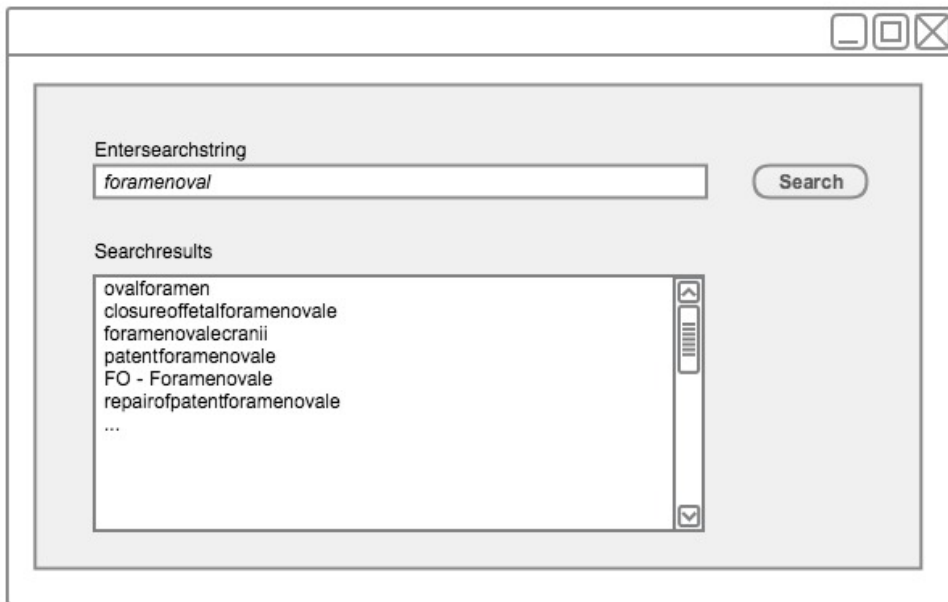 Entersearchstring
foramenoval
Search
Searchresults
ovalforamen
closureoffetalforamenovale
foramenovalecranii
patentforamenovale
FO - Foramenovale
repairofpatentforamenovale
...